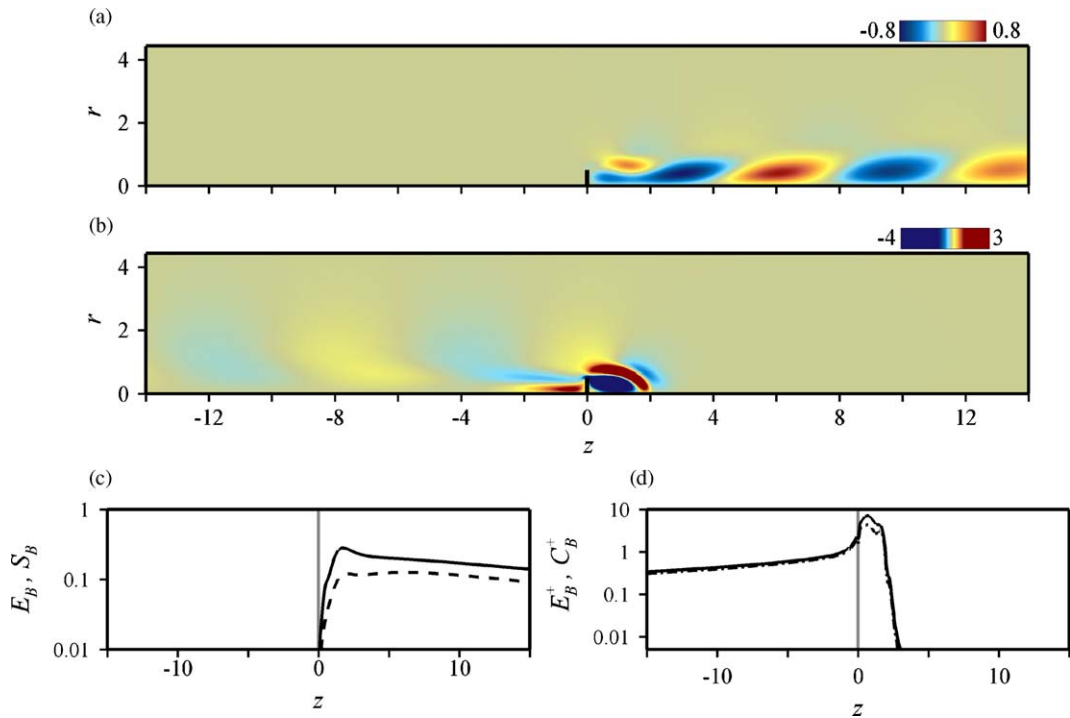 (a)
-0.8 0.8
4
r
2
0
(b)
-4 3
4
r
2
0
-12 -8 -4 0 4 8 12
z
(c) (d)
1 10
E_B, S_B E_B^+, C_B^+
1
0.1 0.1
0.01 0.01
-10 0 10 -10 0 10
z z